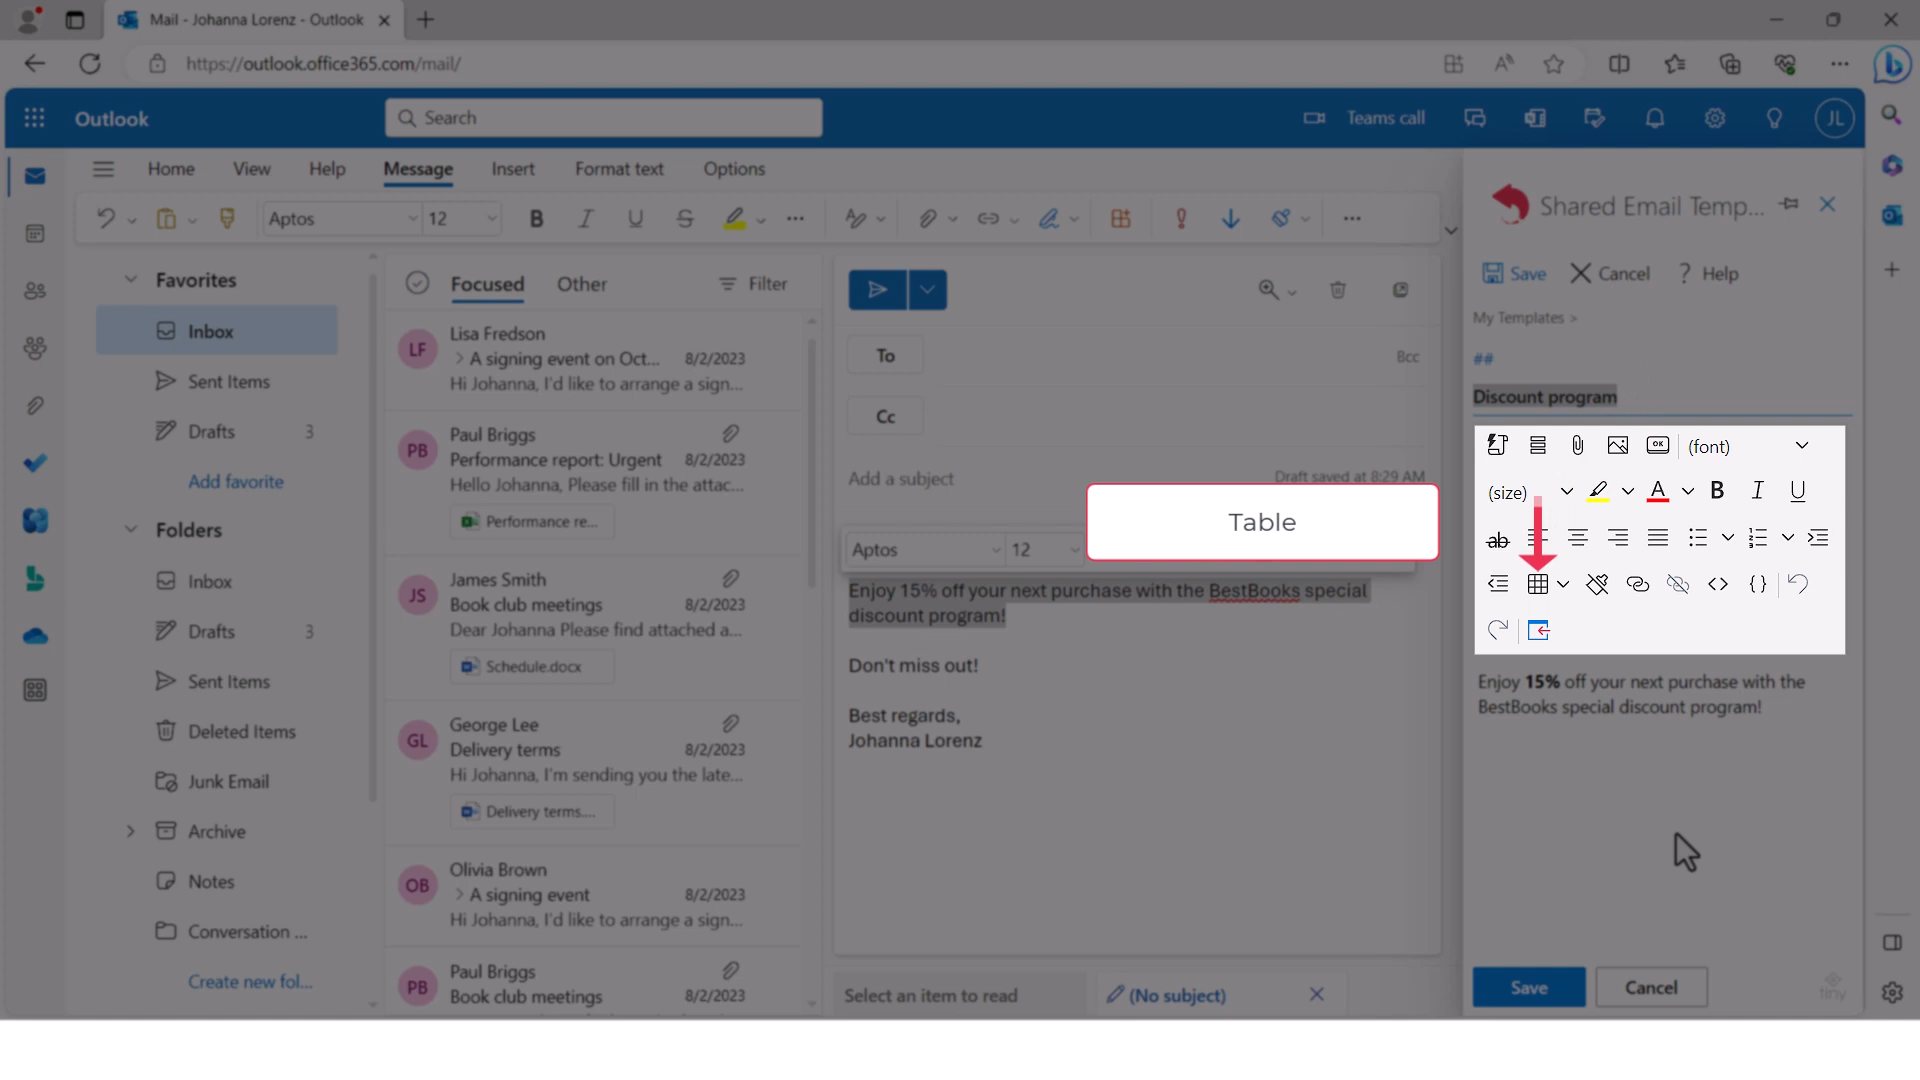 Mail - Johanna Lorenz - Outlook
https://outlook.office365.com/mail/
Outlook
Search
Teams call
JL
Home View Help Message Insert Format text Options
Aptos 12
Favorites
Inbox
Sent Items
Drafts 3
Add favorite
Folders
Inbox
Drafts 3
Sent Items
Deleted Items
Junk Email
Archive
Notes
Conversation ...
Create new fol...
Focused Other Filter
LF
Lisa Fredson
A signing event on Oct... 8/2/2023
Hi Johanna, I'd like to arrange a sign...
PB
Paul Briggs
Performance report: Urgent 8/2/2023
Hello Johanna, Please fill in the attac...
Performance re...
JS
James Smith
Book club meetings 8/2/2023
Dear Johanna Please find attached a...
Schedule.docx
GL
George Lee
Delivery terms 8/2/2023
Hi Johanna, I'm sending you the late...
Delivery terms....
OB
Olivia Brown
A signing event 8/2/2023
Hi Johanna, I'd like to arrange a sign...
PB
Paul Briggs
Book club meetings 8/2/2023
To
Bcc
Cc
Add a subject
Draft saved at 8:29 AM
Table
Aptos 12
Enjoy 15% off your next purchase with the BestBooks special
discount program!
Don't miss out!
Best regards,
Johanna Lorenz
Select an item to read
(No subject)
Shared Email Temp...
Save Cancel ? Help
My Templates >
##
Discount program
OK
(font)
(size)
A B I U
ab
Enjoy 15% off your next purchase with the
BestBooks special discount program!
Save
Cancel
tiny